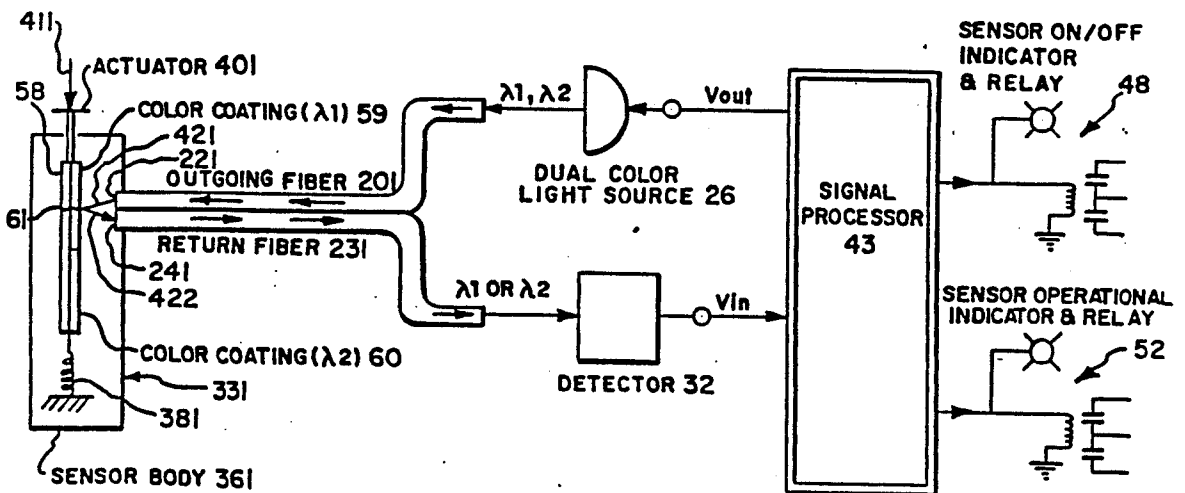 411
ACTUATOR 401
58
COLOR COATING (λ1) 59
421
221
OUTGOING FIBER 201
61
RETURN FIBER 231
241
422
COLOR COATING (λ2) 60
331
381
SENSOR BODY 361
λ1, λ2
Vout
DUAL COLOR
LIGHT SOURCE 26
λ1 OR λ2
Vin
DETECTOR 32
SIGNAL
PROCESSOR
43
SENSOR ON/OFF
INDICATOR
& RELAY
48
SENSOR OPERATIONAL
INDICATOR & RELAY
52